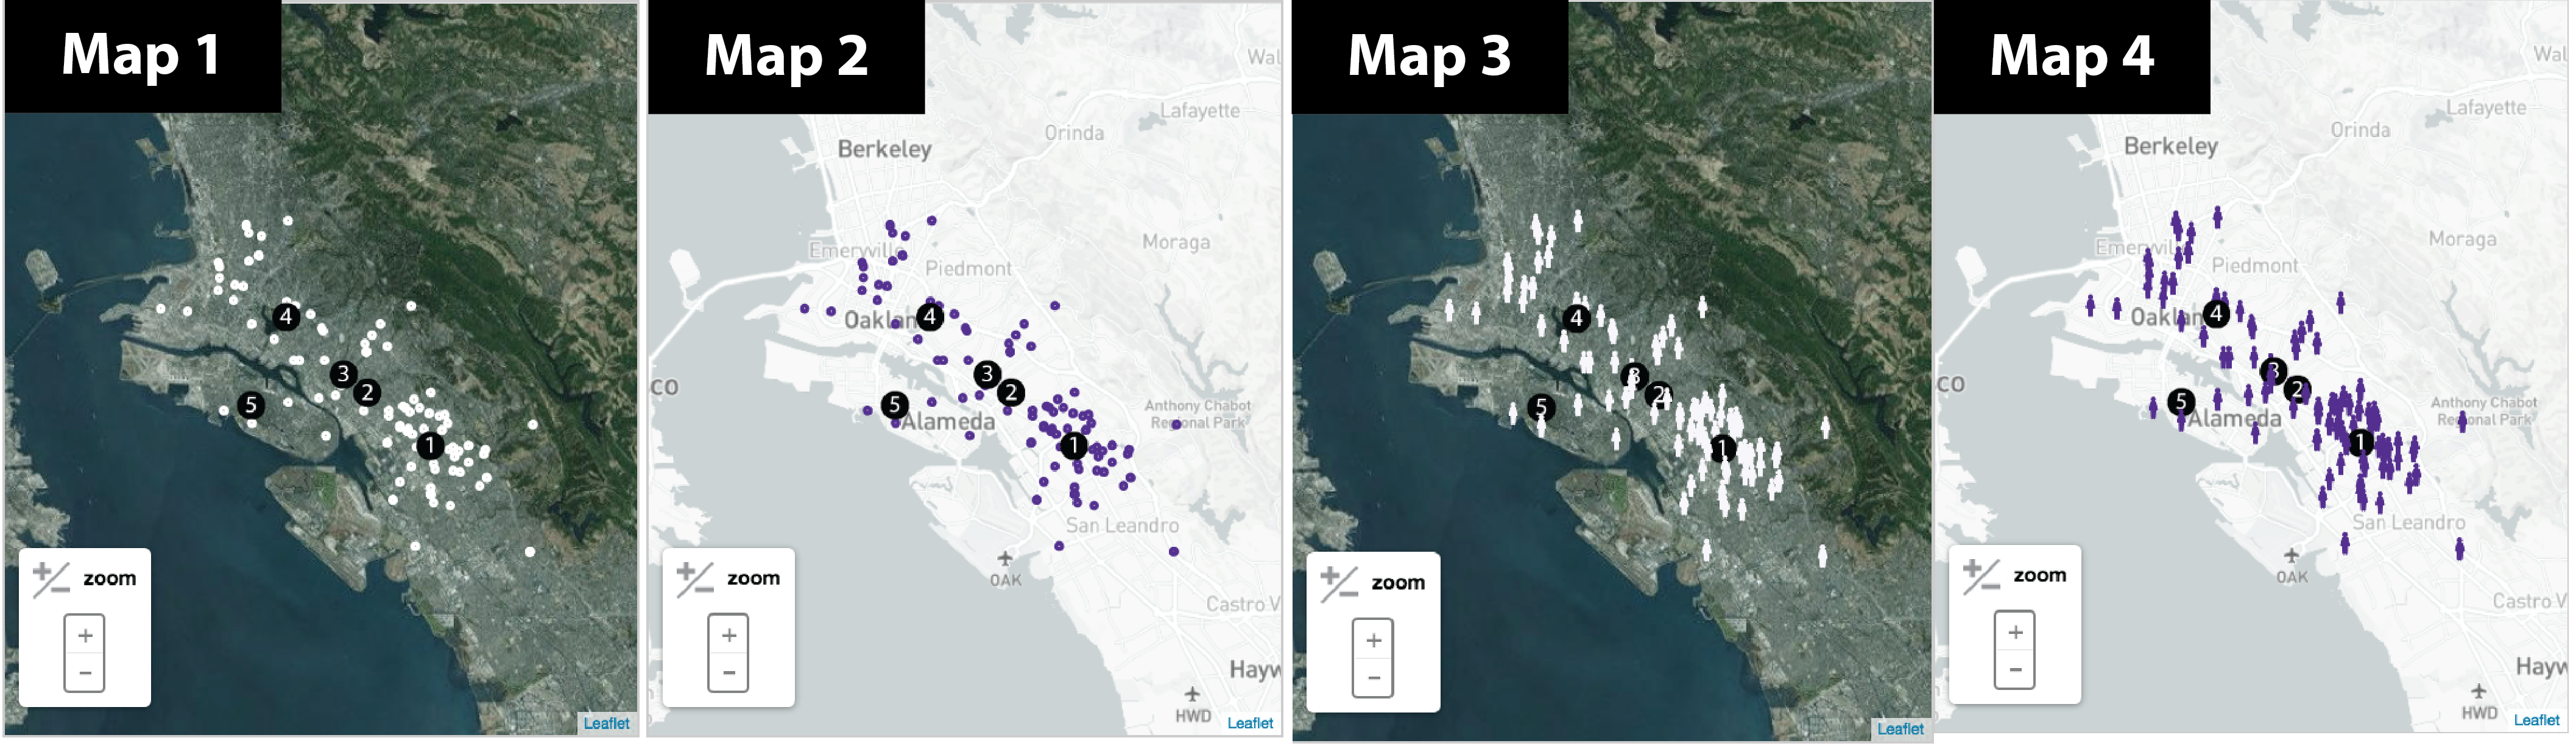 Map 1
4
3
2
5
1
zoom
+
−
Leaflet
Map 2
Wal
Lafayette
Orinda
Berkeley
Moraga
Emeryville
Piedmont
Oaklan
4
CO
3
2
5
Alameda
Anthony Chabot
Regional Park
1
San Leandro
OAK
Castro V
Hayw
HWD
zoom
+
−
Leaflet
Map 3
4
3
2
5
1
zoom
+
−
Leaflet
Map 4
Wal
Lafayette
Orinda
Berkeley
Moraga
Emeryvil
Piedmont
Oaklan
4
CO
3
2
5
Alameda
Anthony Chabot
Regional Park
1
San Leandro
OAK
Castro V
Hayw
HWD
zoom
+
−
Leaflet